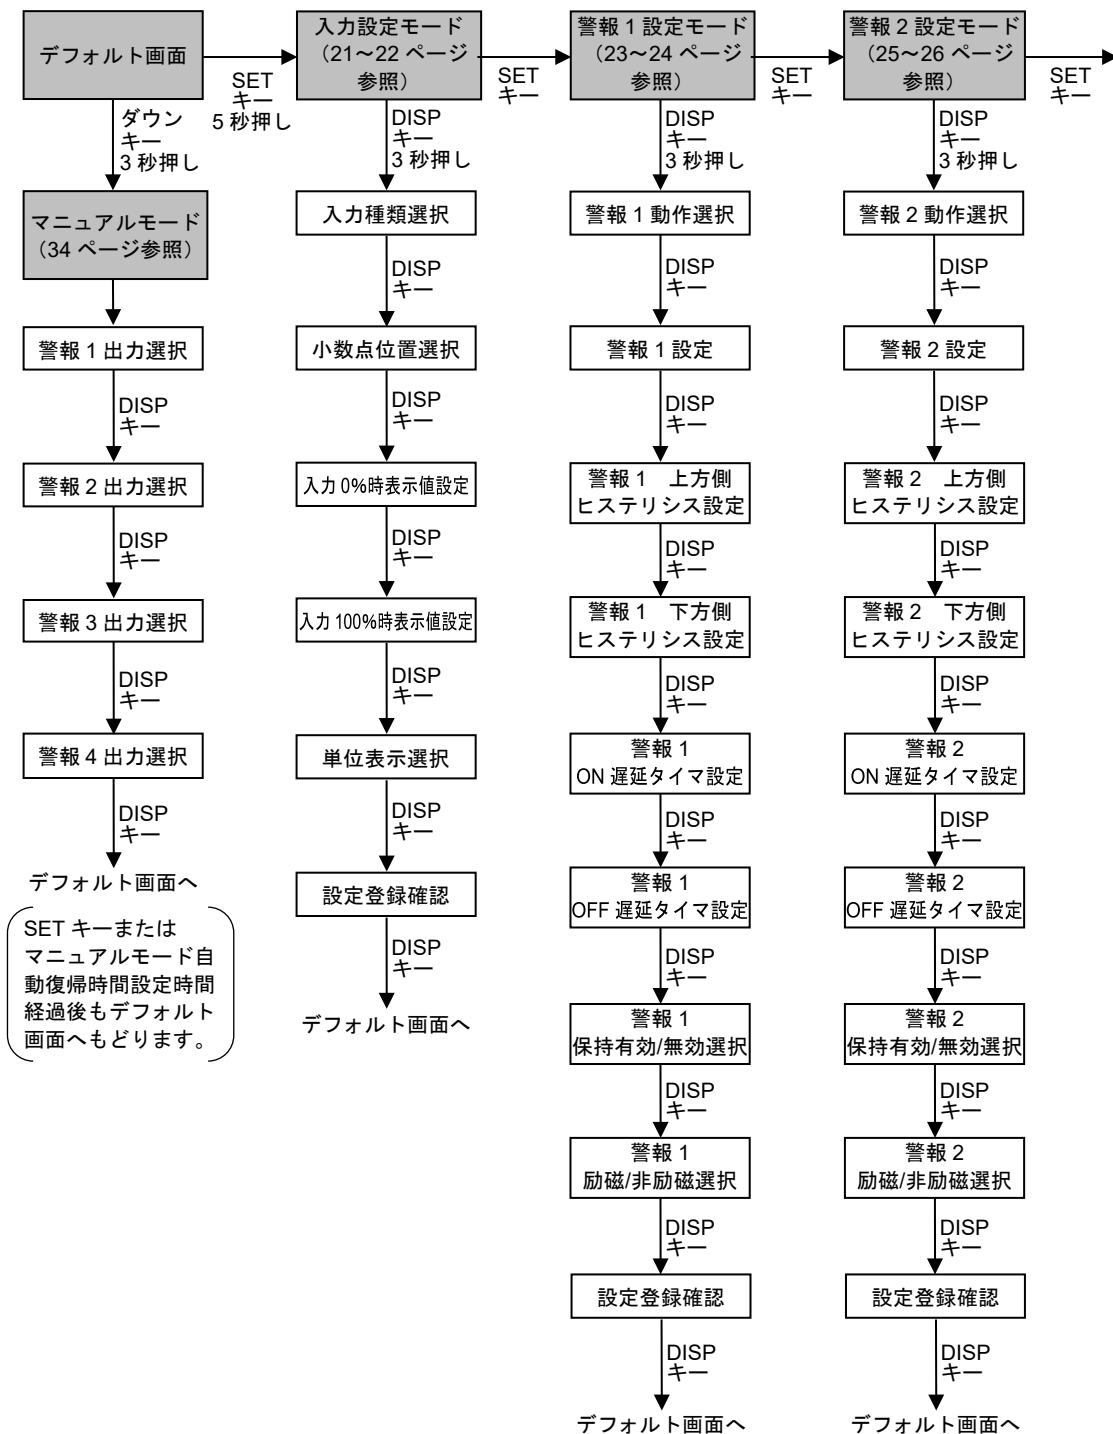 デフォルト画面
SET
キー
5 秒押し
入力設定モード
（21～22 ページ
参照）
SET
キー
警報 1 設定モード
（23～24 ページ
参照）
SET
キー
警報 2 設定モード
（25～26 ページ
参照）
SET
キー
ダウン
キー
3 秒押し
マニュアルモード
（34 ページ参照）
警報 1 出力選択
DISP
キー
警報 2 出力選択
DISP
キー
警報 3 出力選択
DISP
キー
警報 4 出力選択
DISP
キー
デフォルト画面へ
SET キーまたは
マニュアルモード自
動復帰時間設定時間
経過後もデフォルト
画面へもどります。
DISP
キー
3 秒押し
入力種類選択
DISP
キー
小数点位置選択
DISP
キー
入力 0%時表示値設定
DISP
キー
入力 100%時表示値設定
DISP
キー
単位表示選択
DISP
キー
設定登録確認
DISP
キー
デフォルト画面へ
DISP
キー
3 秒押し
警報 1 動作選択
DISP
キー
警報 1 設定
DISP
キー
警報 1　上方側
ヒステリシス設定
DISP
キー
警報 1　下方側
ヒステリシス設定
DISP
キー
警報 1
ON 遅延タイマ設定
DISP
キー
警報 1
OFF 遅延タイマ設定
DISP
キー
警報 1
保持有効/無効選択
DISP
キー
警報 1
励磁/非励磁選択
DISP
キー
設定登録確認
DISP
キー
デフォルト画面へ
DISP
キー
3 秒押し
警報 2 動作選択
DISP
キー
警報 2 設定
DISP
キー
警報 2　上方側
ヒステリシス設定
DISP
キー
警報 2　下方側
ヒステリシス設定
DISP
キー
警報 2
ON 遅延タイマ設定
DISP
キー
警報 2
OFF 遅延タイマ設定
DISP
キー
警報 2
保持有効/無効選択
DISP
キー
警報 2
励磁/非励磁選択
DISP
キー
設定登録確認
DISP
キー
デフォルト画面へ